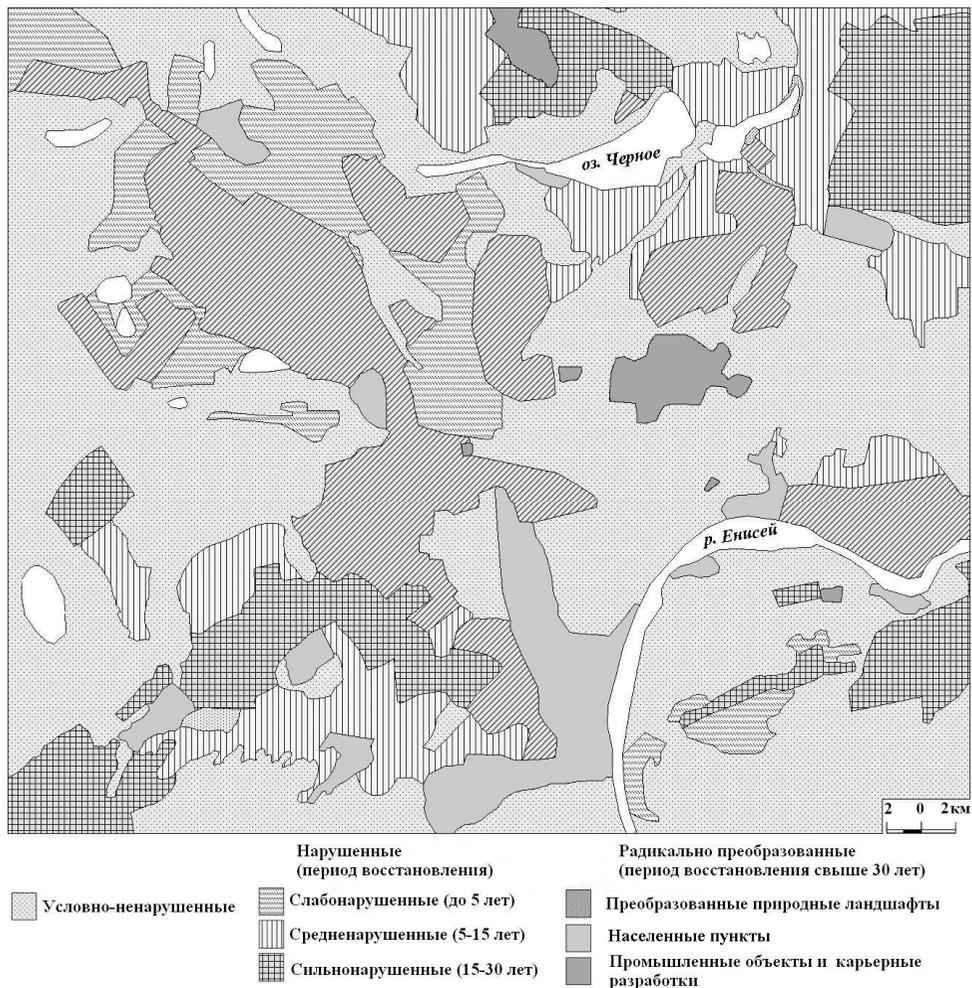 оз. Черное
р. Енисей
2 0 2км
Нарушенные
(период восстановления)
Радикально преобразованные
(период восстановления свыше 30 лет)
Условно-ненарушенные
Слабонарушенные (до 5 лет)
Средненарушенные (5-15 лет)
Сильнонарушенные (15-30 лет)
Преобразованные природные ландшафты
Населенные пункты
Промышленные объекты и карьерные
разработки